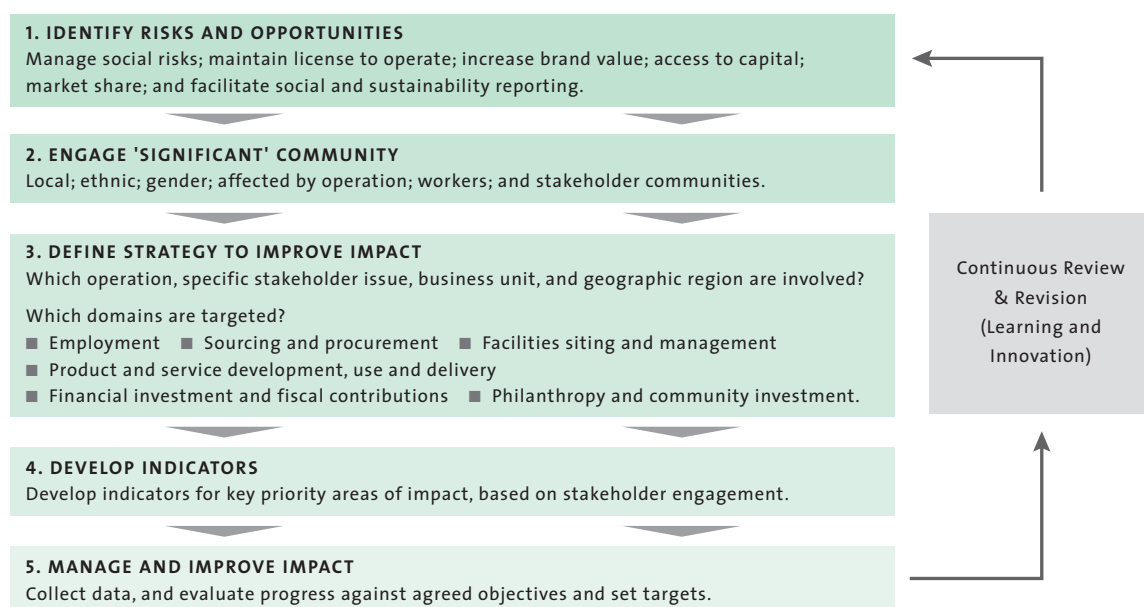 1. IDENTIFY RISKS AND OPPORTUNITIES
Manage social risks; maintain license to operate; increase brand value; access to capital;
market share; and facilitate social and sustainability reporting.
2. ENGAGE 'SIGNIFICANT' COMMUNITY
Local; ethnic; gender; affected by operation; workers; and stakeholder communities.
3. DEFINE STRATEGY TO IMPROVE IMPACT
Which operation, specific stakeholder issue, business unit, and geographic region are involved?
Which domains are targeted?
■ Employment ■ Sourcing and procurement ■ Facilities siting and management
■ Product and service development, use and delivery
■ Financial investment and fiscal contributions ■ Philanthropy and community investment.
4. DEVELOP INDICATORS
Develop indicators for key priority areas of impact, based on stakeholder engagement.
5. MANAGE AND IMPROVE IMPACT
Collect data, and evaluate progress against agreed objectives and set targets.
Continuous Review
& Revision
(Learning and
Innovation)